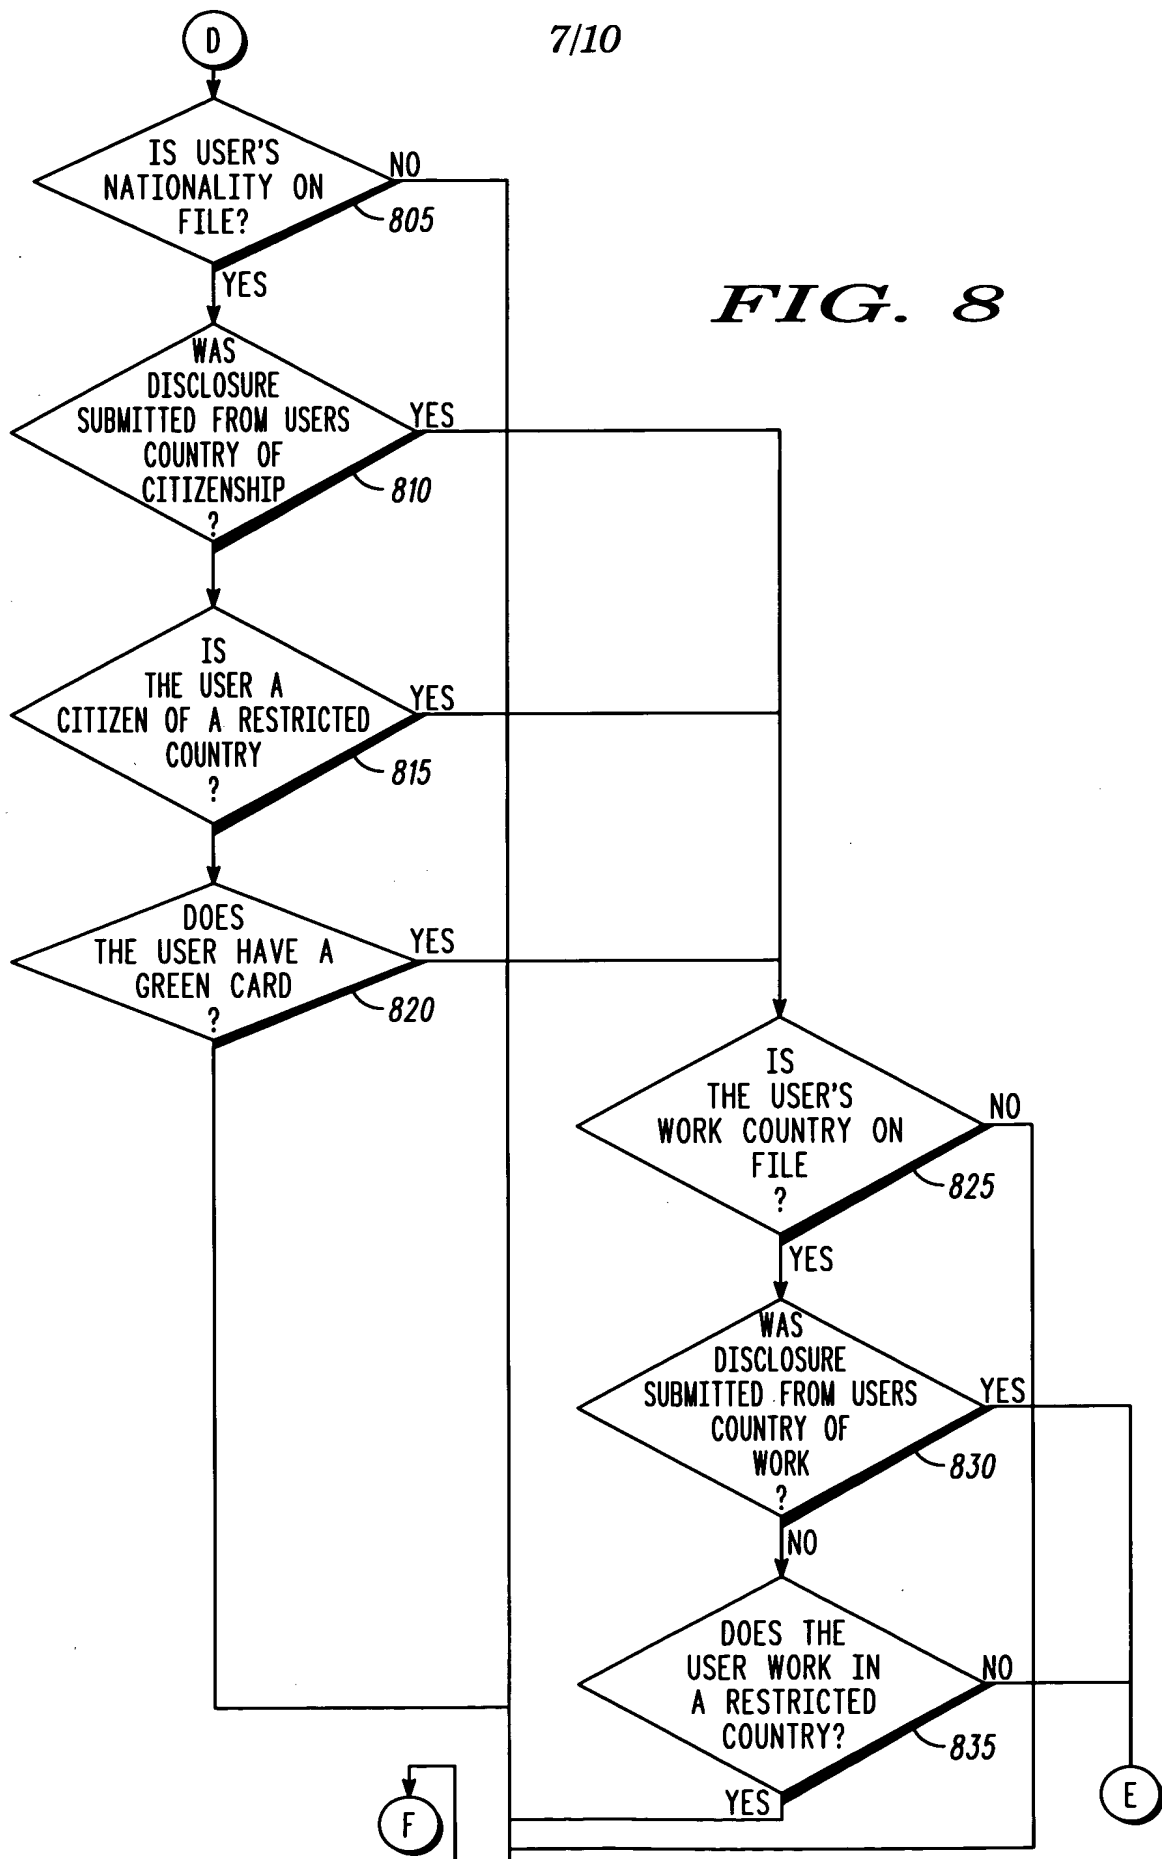 D
7/10
IS USER'S
NATIONALITY ON
FILE?
NO
805
YES
FIG. 8
WAS
DISCLOSURE
SUBMITTED FROM USERS
COUNTRY OF
CITIZENSHIP
?
YES
810
IS
THE USER A
CITIZEN OF A RESTRICTED
COUNTRY
?
YES
815
DOES
THE USER HAVE A
GREEN CARD
?
YES
820
IS
THE USER'S
WORK COUNTRY ON
FILE
?
NO
825
YES
WAS
DISCLOSURE
SUBMITTED FROM USERS
COUNTRY OF
WORK
?
YES
830
NO
DOES THE
USER WORK IN
A RESTRICTED
COUNTRY?
NO
835
YES
F
E